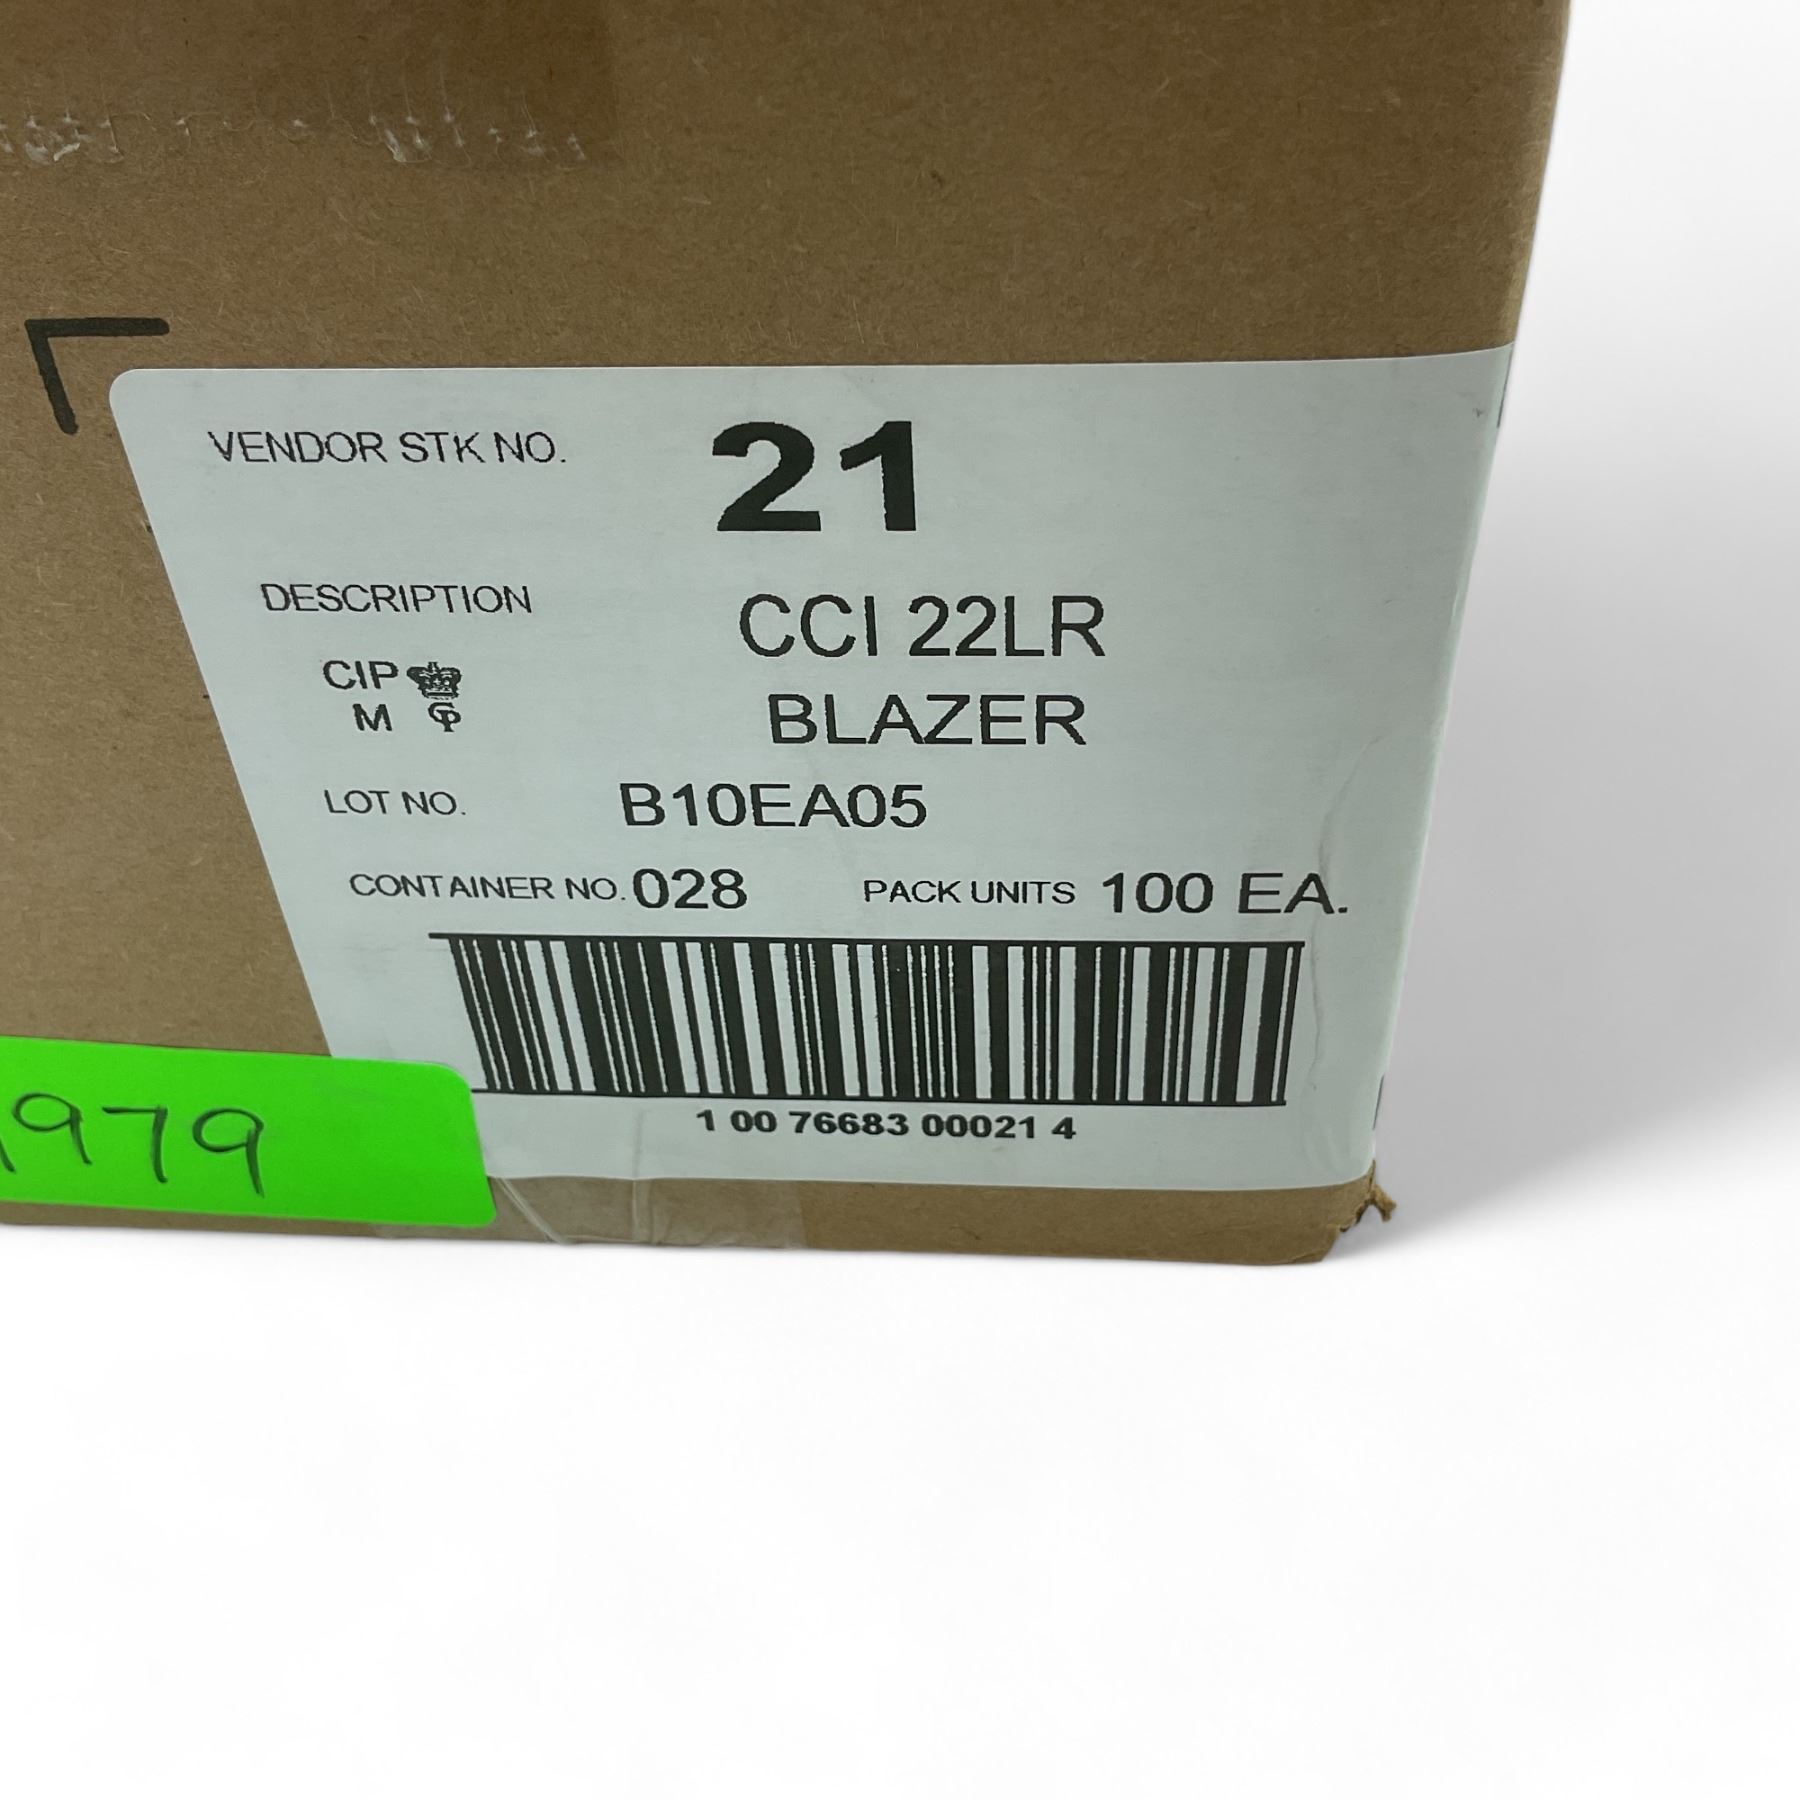 VENDOR STK NO. 21
DESCRIPTION CCI 22LR
CIP
M GP BLAZER
LOT NO. B10EA05
CONTAINER NO. 028 PACK UNITS 100 EA.
1 00 76683 00021 4
979